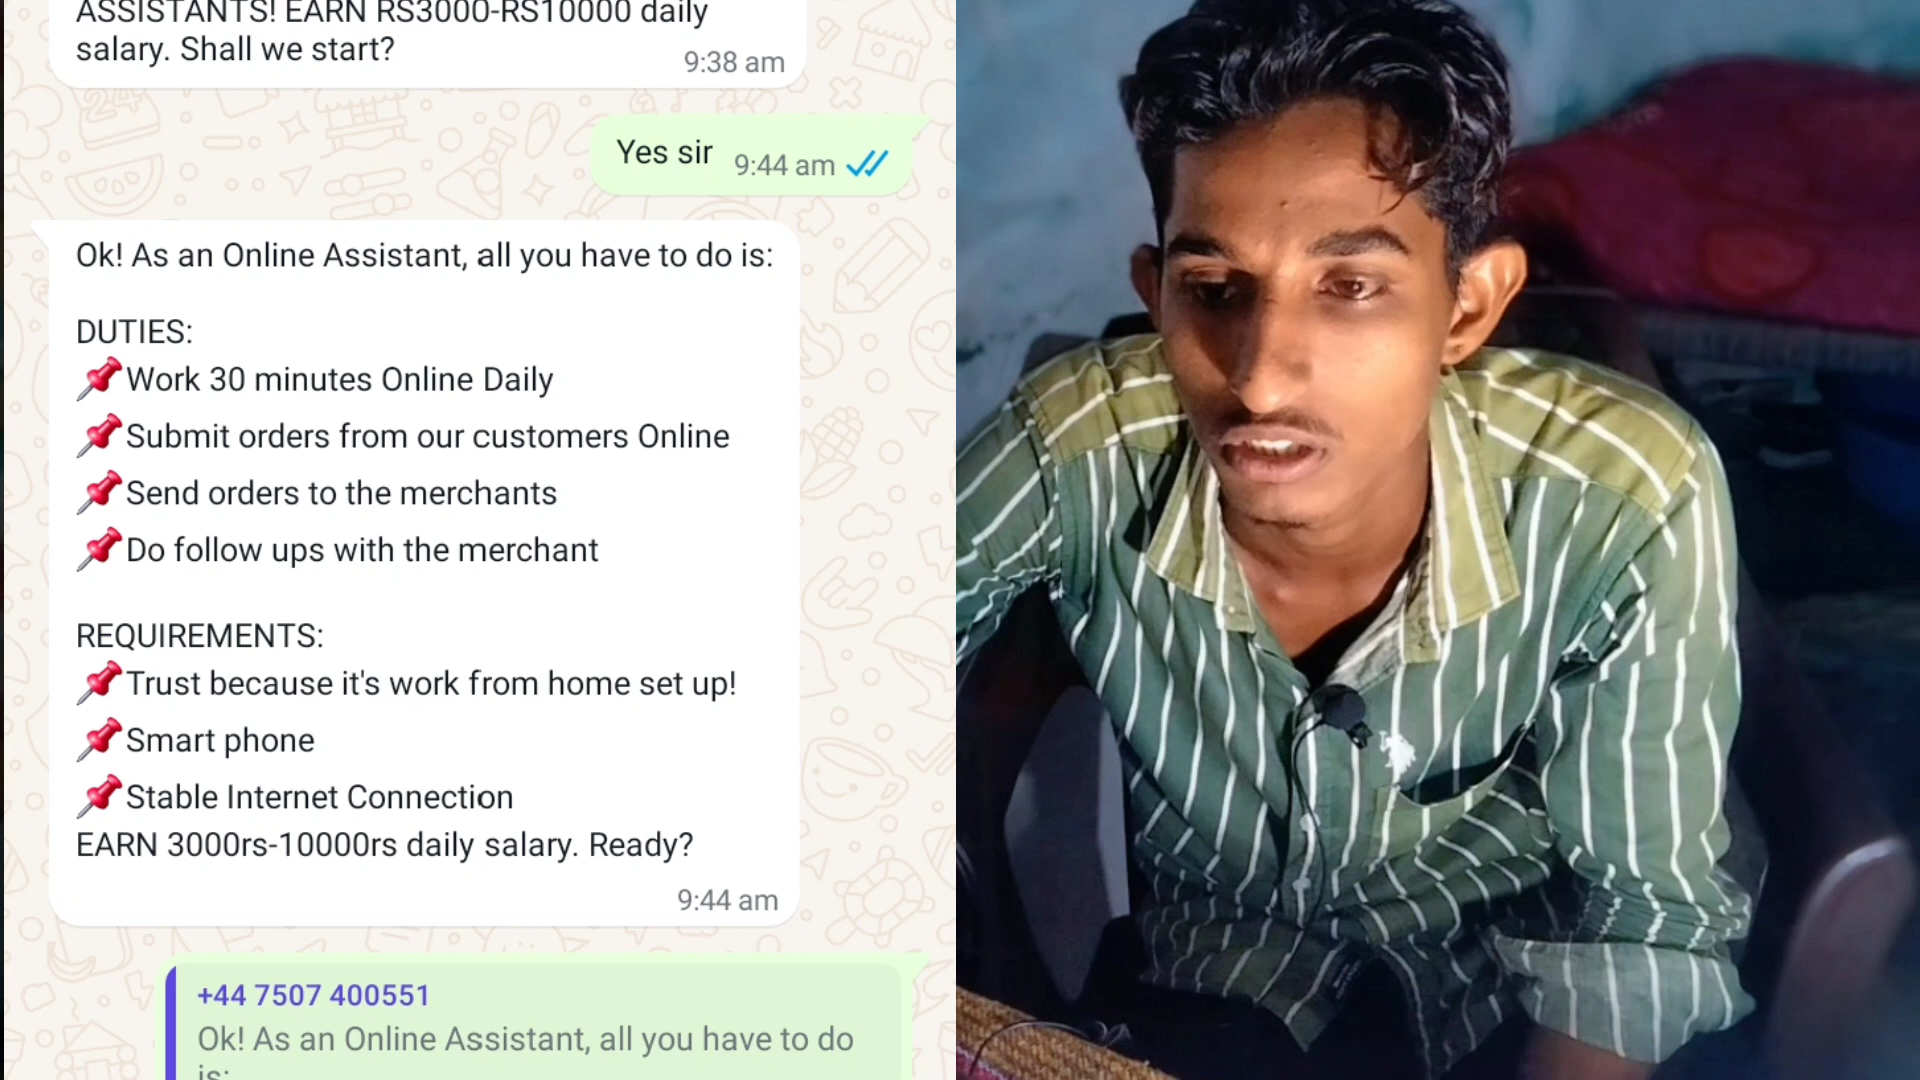 ASSISTANTS! EARN RS3000-RS10000 daily
salary. Shall we start?
9:38 am
Yes sir
9:44 am
Ok! As an Online Assistant, all you have to do is:
DUTIES:
📌Work 30 minutes Online Daily
📌Submit orders from our customers Online
📌Send orders to the merchants
📌Do follow ups with the merchant
REQUIREMENTS:
📌Trust because it's work from home set up!
📌Smart phone
📌Stable Internet Connection
EARN 3000rs-10000rs daily salary. Ready?
9:44 am
+44 7507 400551
Ok! As an Online Assistant, all you have to do
is: